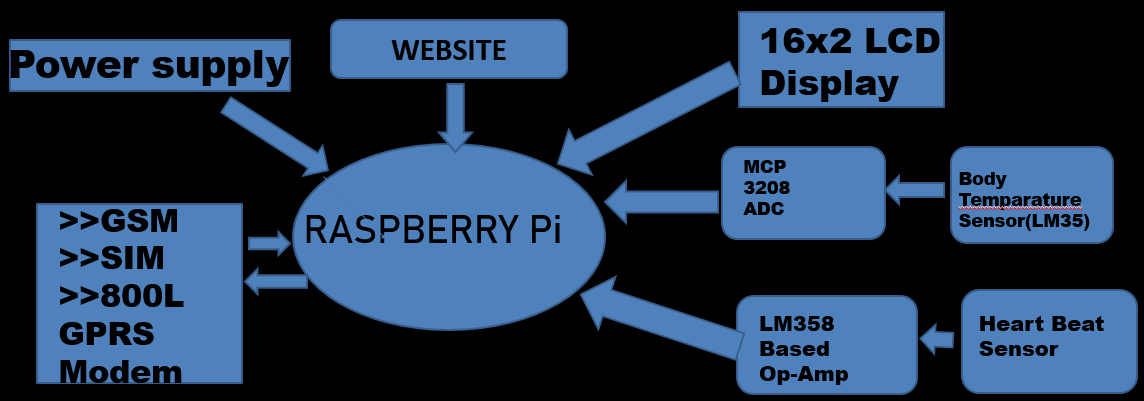 Power supply
WEBSITE
16x2 LCD
Display
MCP
3208
ADC
Body
Temparature
Sensor(LM35)
RASPBERRY Pi
>>GSM
>>SIM
>>800L
GPRS
Modem
LM358
Based
Op-Amp
Heart Beat
Sensor